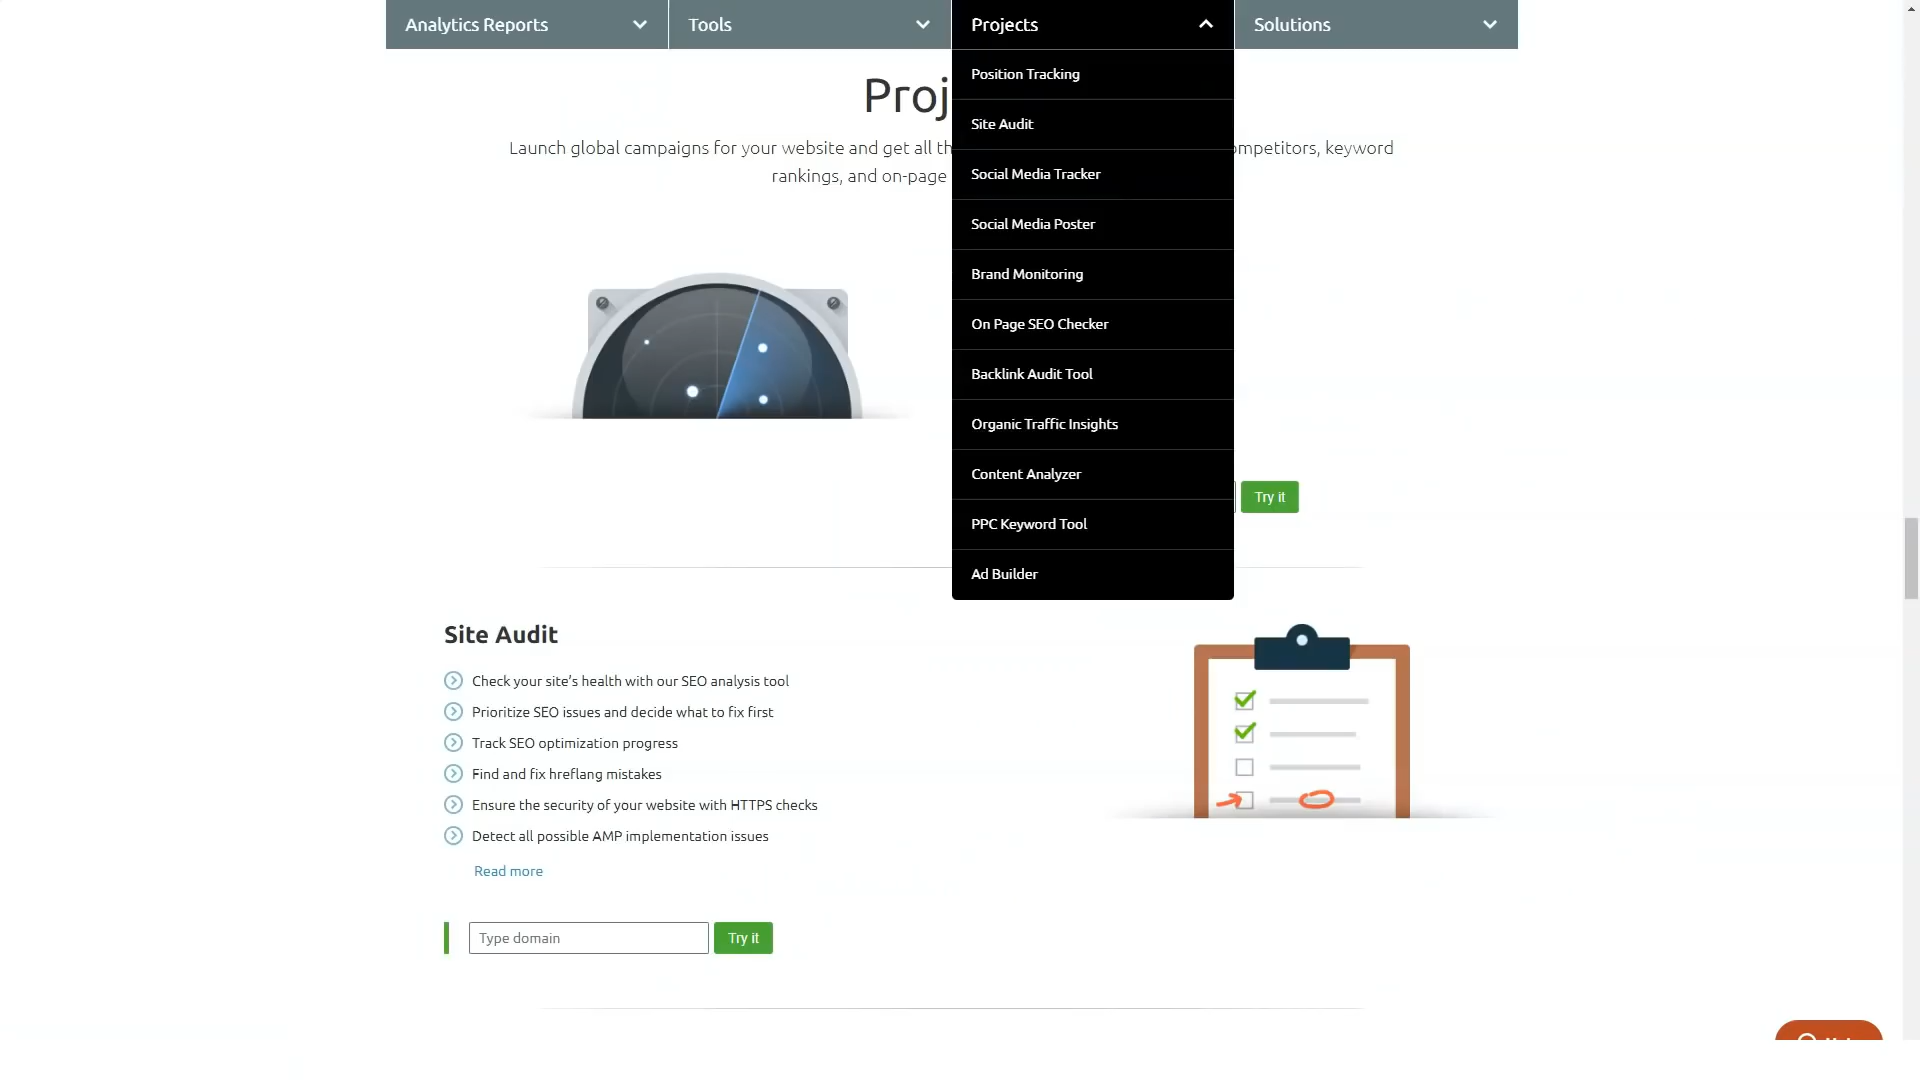 Analytics Reports
Tools
Projects
Solutions
Position Tracking
Site Audit
Social Media Tracker
Social Media Poster
Brand Monitoring
On Page SEO Checker
Backlink Audit Tool
Organic Traffic Insights
Content Analyzer
PPC Keyword Tool
Ad Builder
Proj
Launch global campaigns for your website and get all th ompetitors, keyword
rankings, and on-page
Try it
Site Audit
Check your site's health with our SEO analysis tool
Prioritize SEO issues and decide what to fix first
Track SEO optimization progress
Find and fix hreflang mistakes
Ensure the security of your website with HTTPS checks
Detect all possible AMP implementation issues
Read more
Type domain
Try it